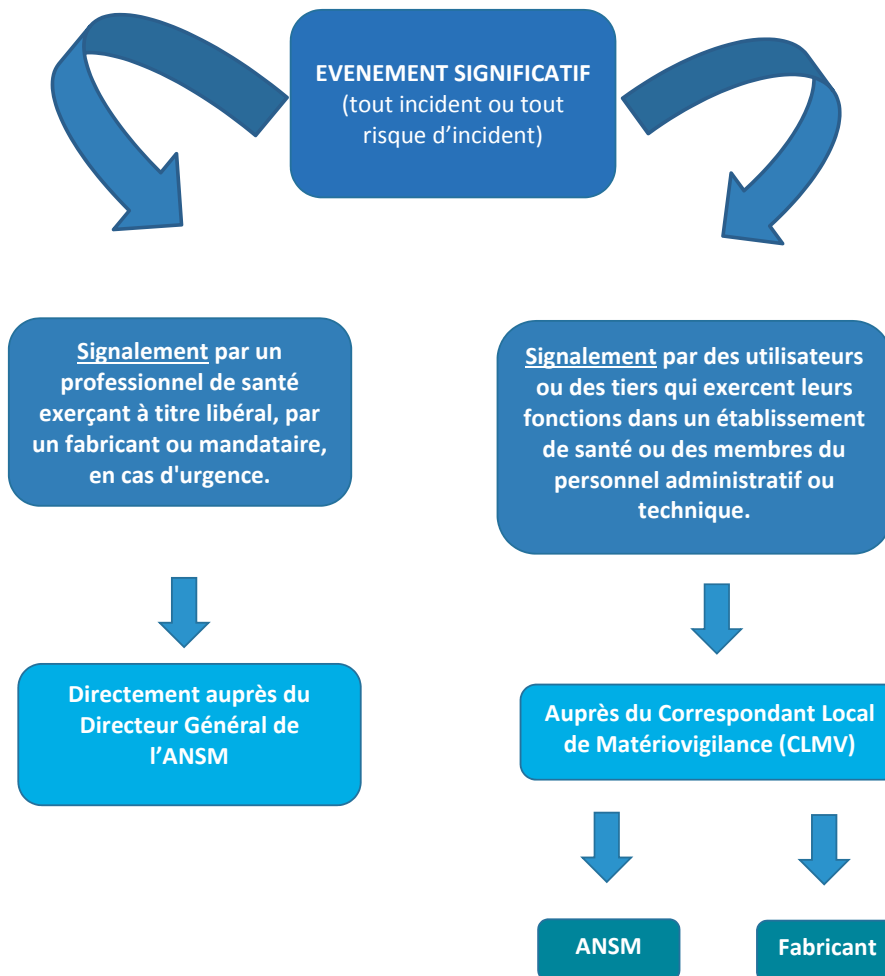 EVENEMENT SIGNIFICATIF
(tout incident ou tout
risque d'incident)
Signalement par un
professionnel de santé
exerçant à titre libéral, par
un fabricant ou mandataire,
en cas d'urgence.
Signalement par des utilisateurs
ou des tiers qui exercent leurs
fonctions dans un établissement
de santé ou des membres du
personnel administratif ou
technique.
Directement auprès du
Directeur Général de
l'ANSM
Auprès du Correspondant Local
de Matériovigilance (CLMV)
ANSM
Fabricant